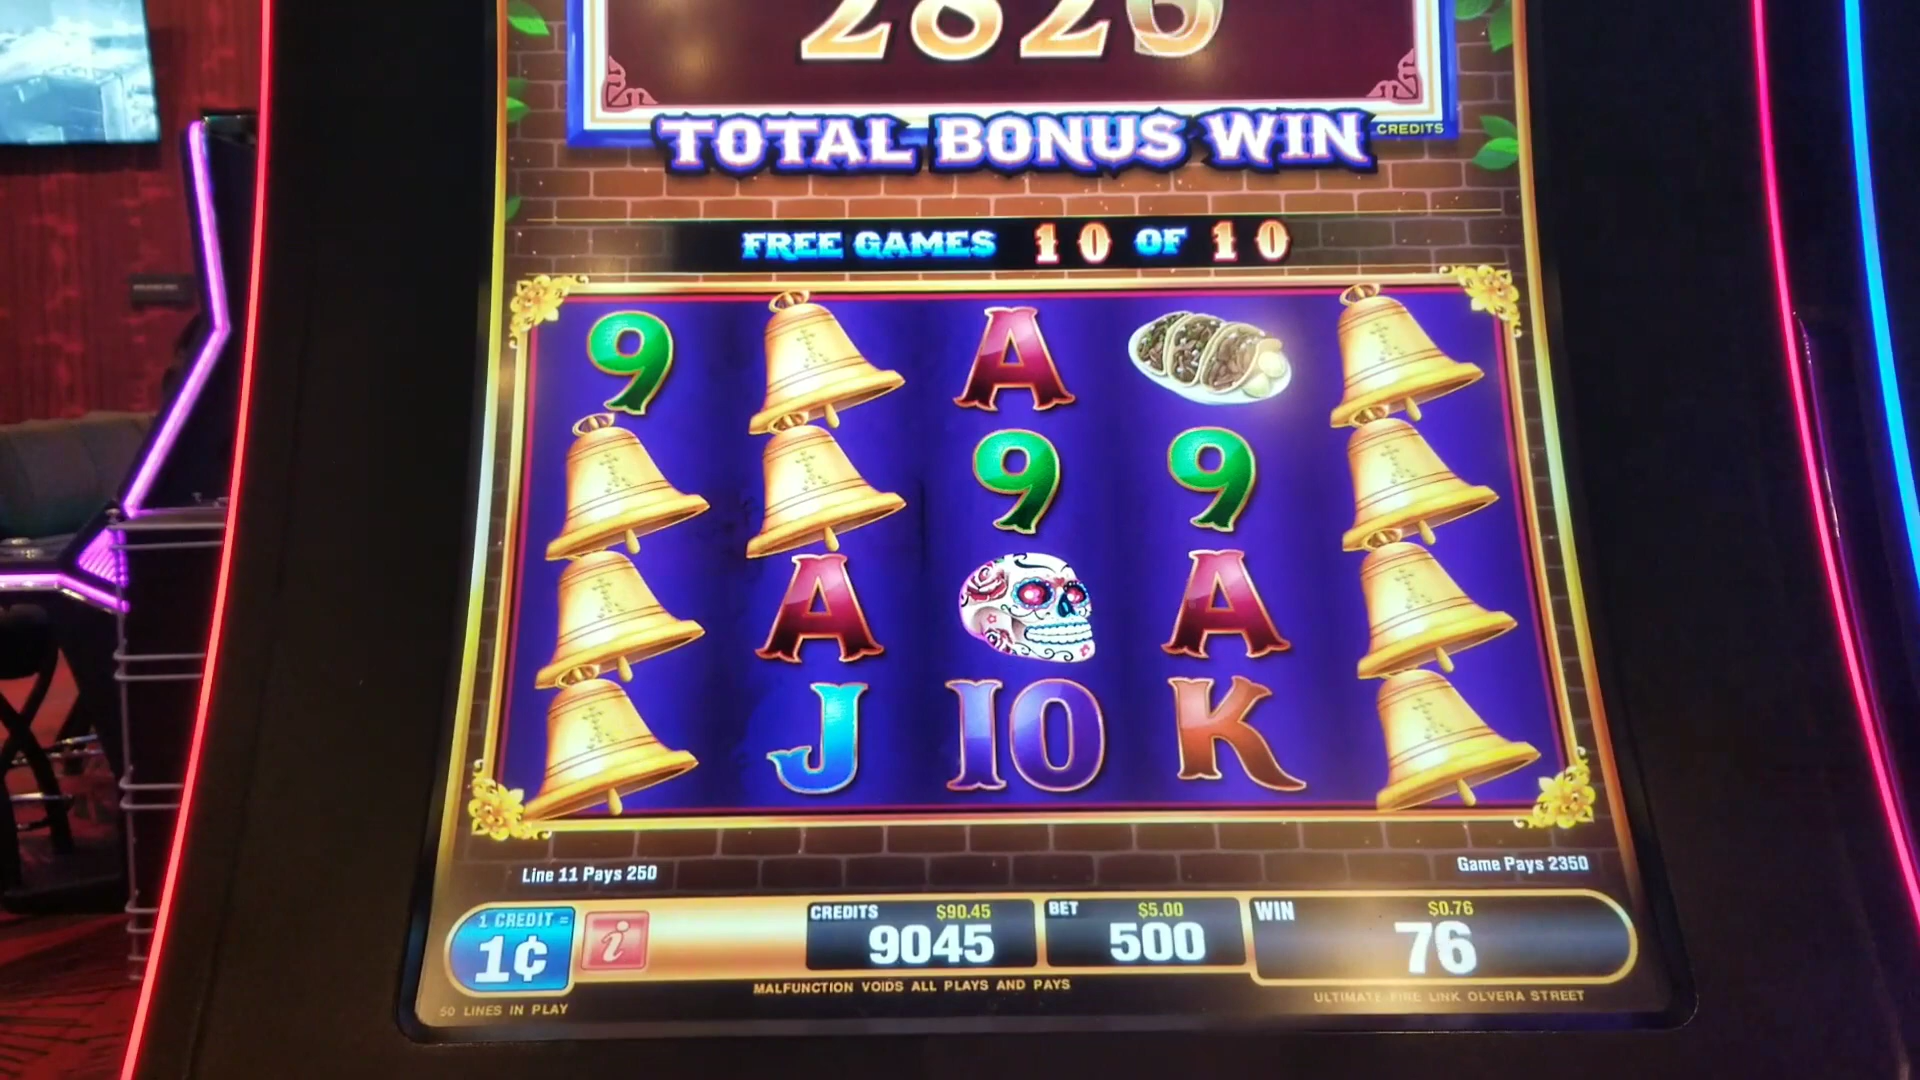 TOTAL BONUS WIN
CREDITS
FREE GAMES 10 OF 10
9 A
9 9
A A
J 10 K
Line 11 Pays 250
Game Pays 2350
1 CREDIT =
1¢
i
CREDITS $90.45
9045
BET $5.00
500
WIN $0.76
76
MALFUNCTION VOIDS ALL PLAYS AND PAYS
50 LINES IN PLAY
ULTIMATE FIRE LINK OLVERA STREET